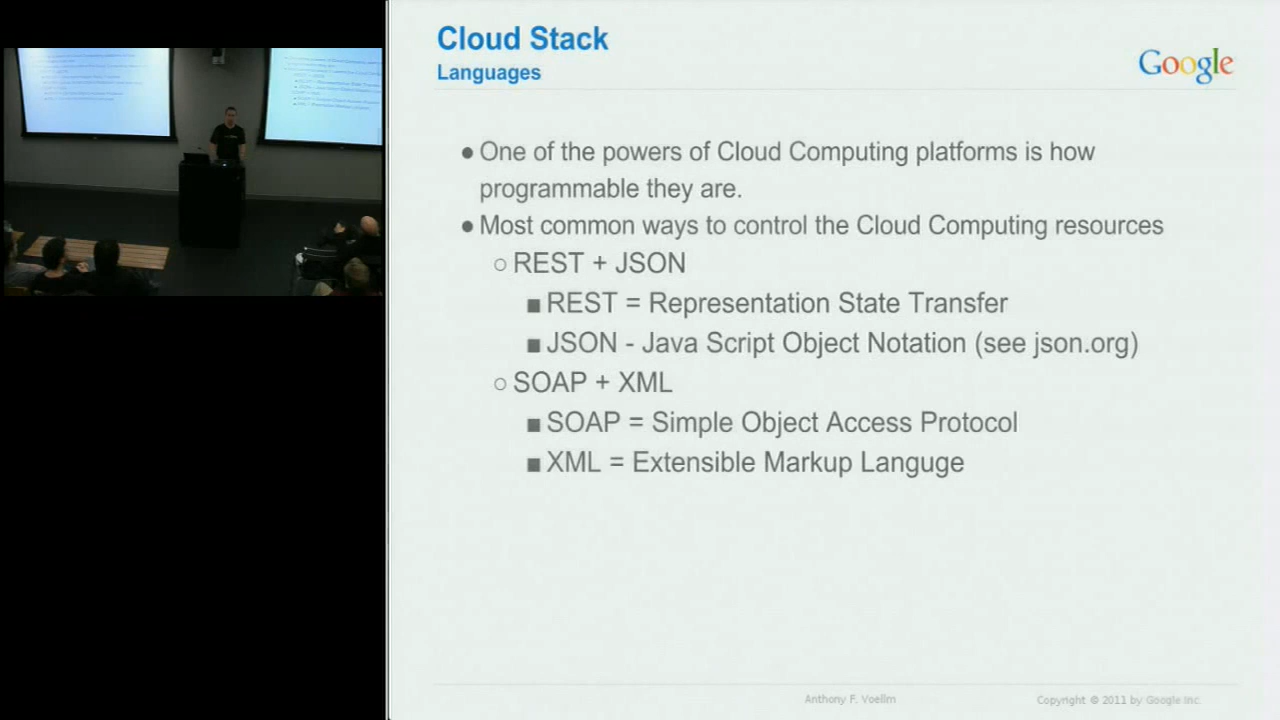 Cloud Stack
Languages
Google
● One of the powers of Cloud Computing platforms is how
programmable they are.
● Most common ways to control the Cloud Computing resources
○ REST + JSON
■ REST = Representation State Transfer
■ JSON - Java Script Object Notation (see json.org)
○ SOAP + XML
■ SOAP = Simple Object Access Protocol
■ XML = Extensible Markup Languge
Anthony F. Voellm
Copyright © 2011 by Google Inc.